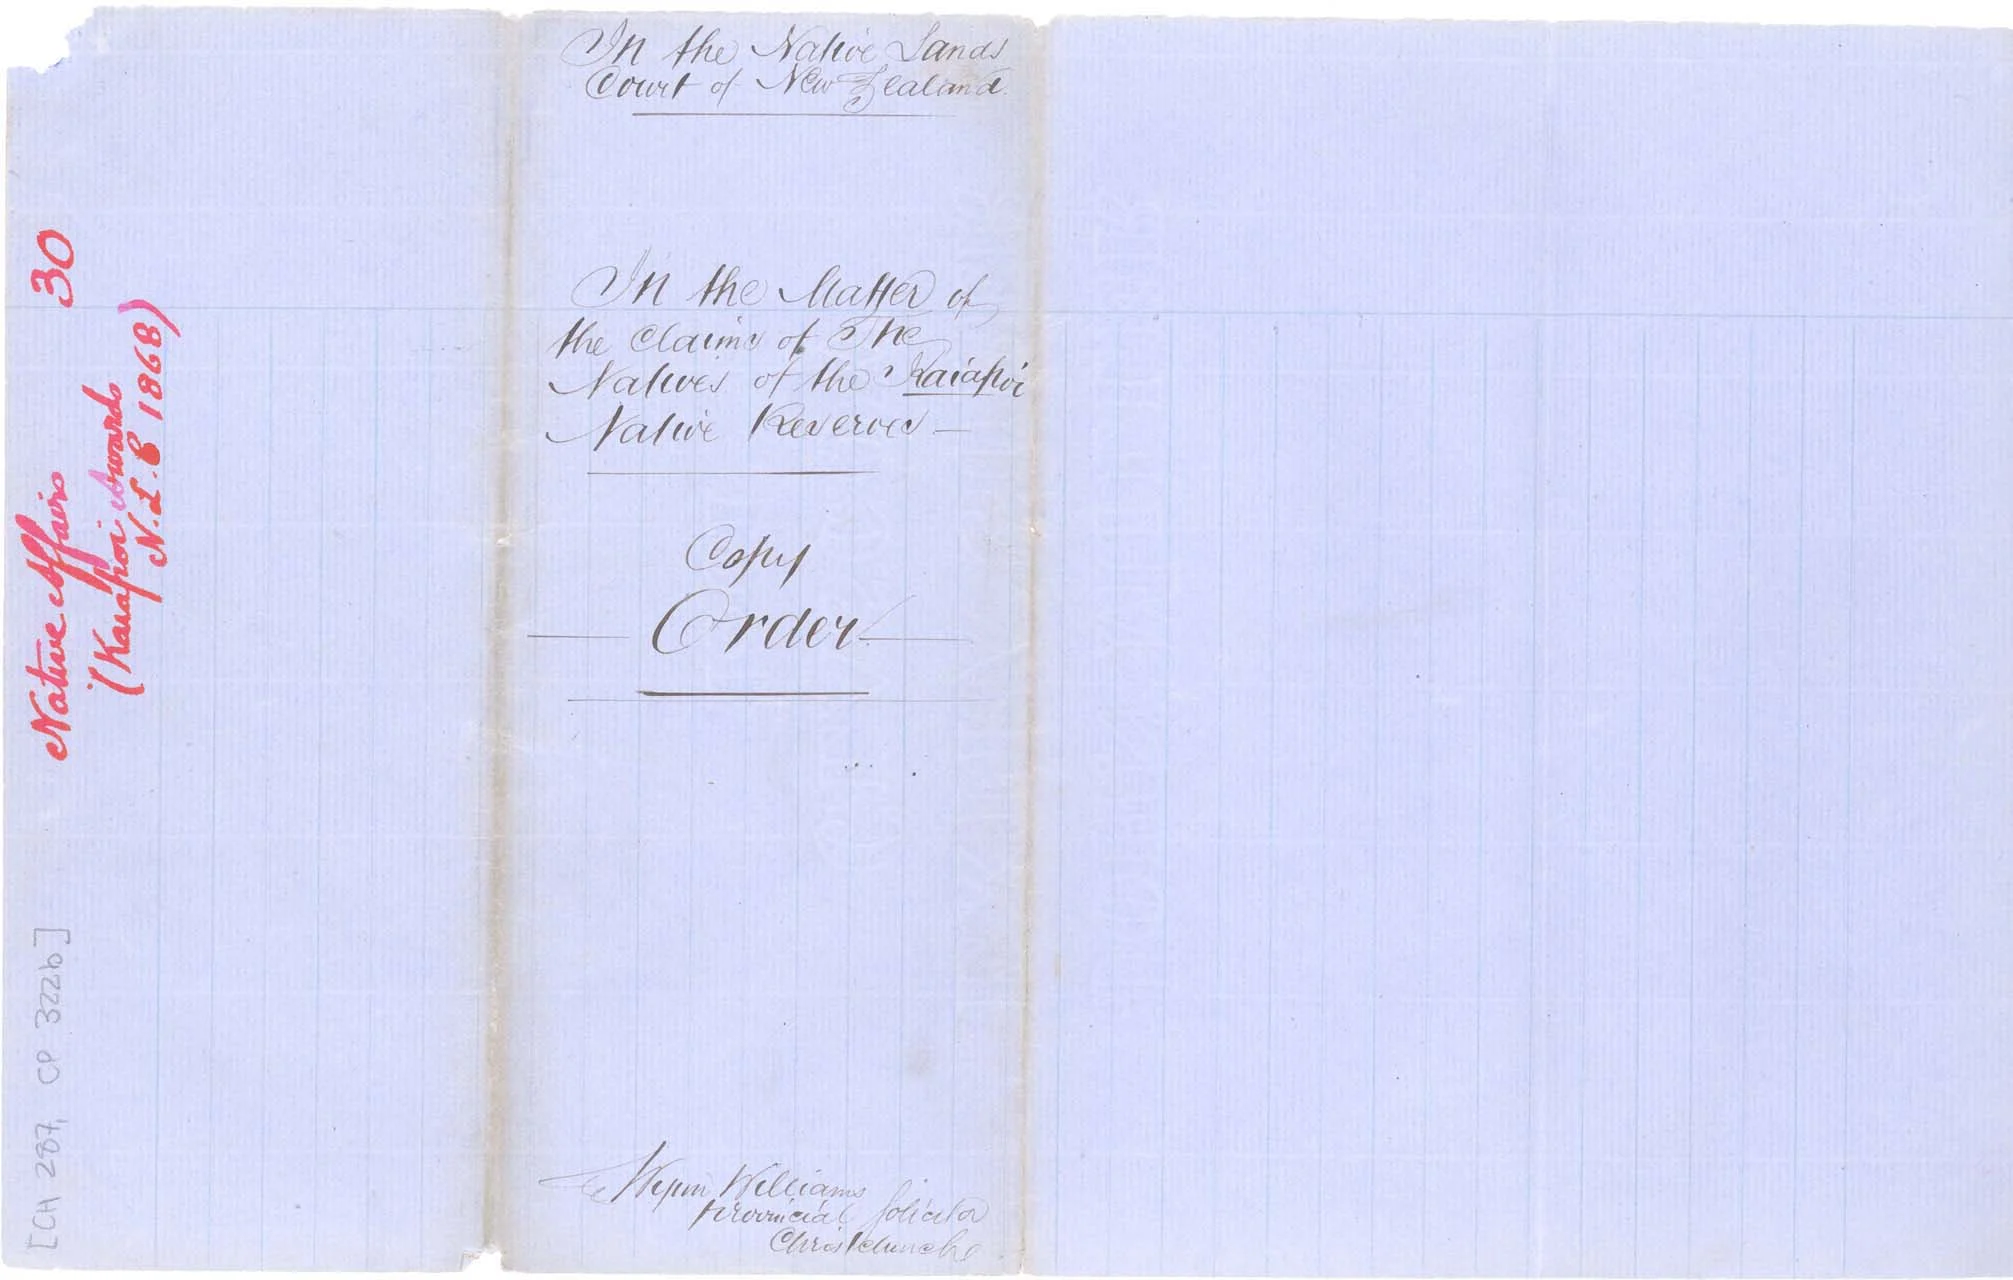 Native Affairs 30
(Kaiapoi Awards
N.L.C 1868)
[CH 287, CP 322b]
In the Native Lands
Court of New Zealand.
In the Matter of
the Claims of The
Natives of the Kaiapoi
Native Reserves —
Copy
Order
Wynn Williams
Provincial Solicitor
Christchurch